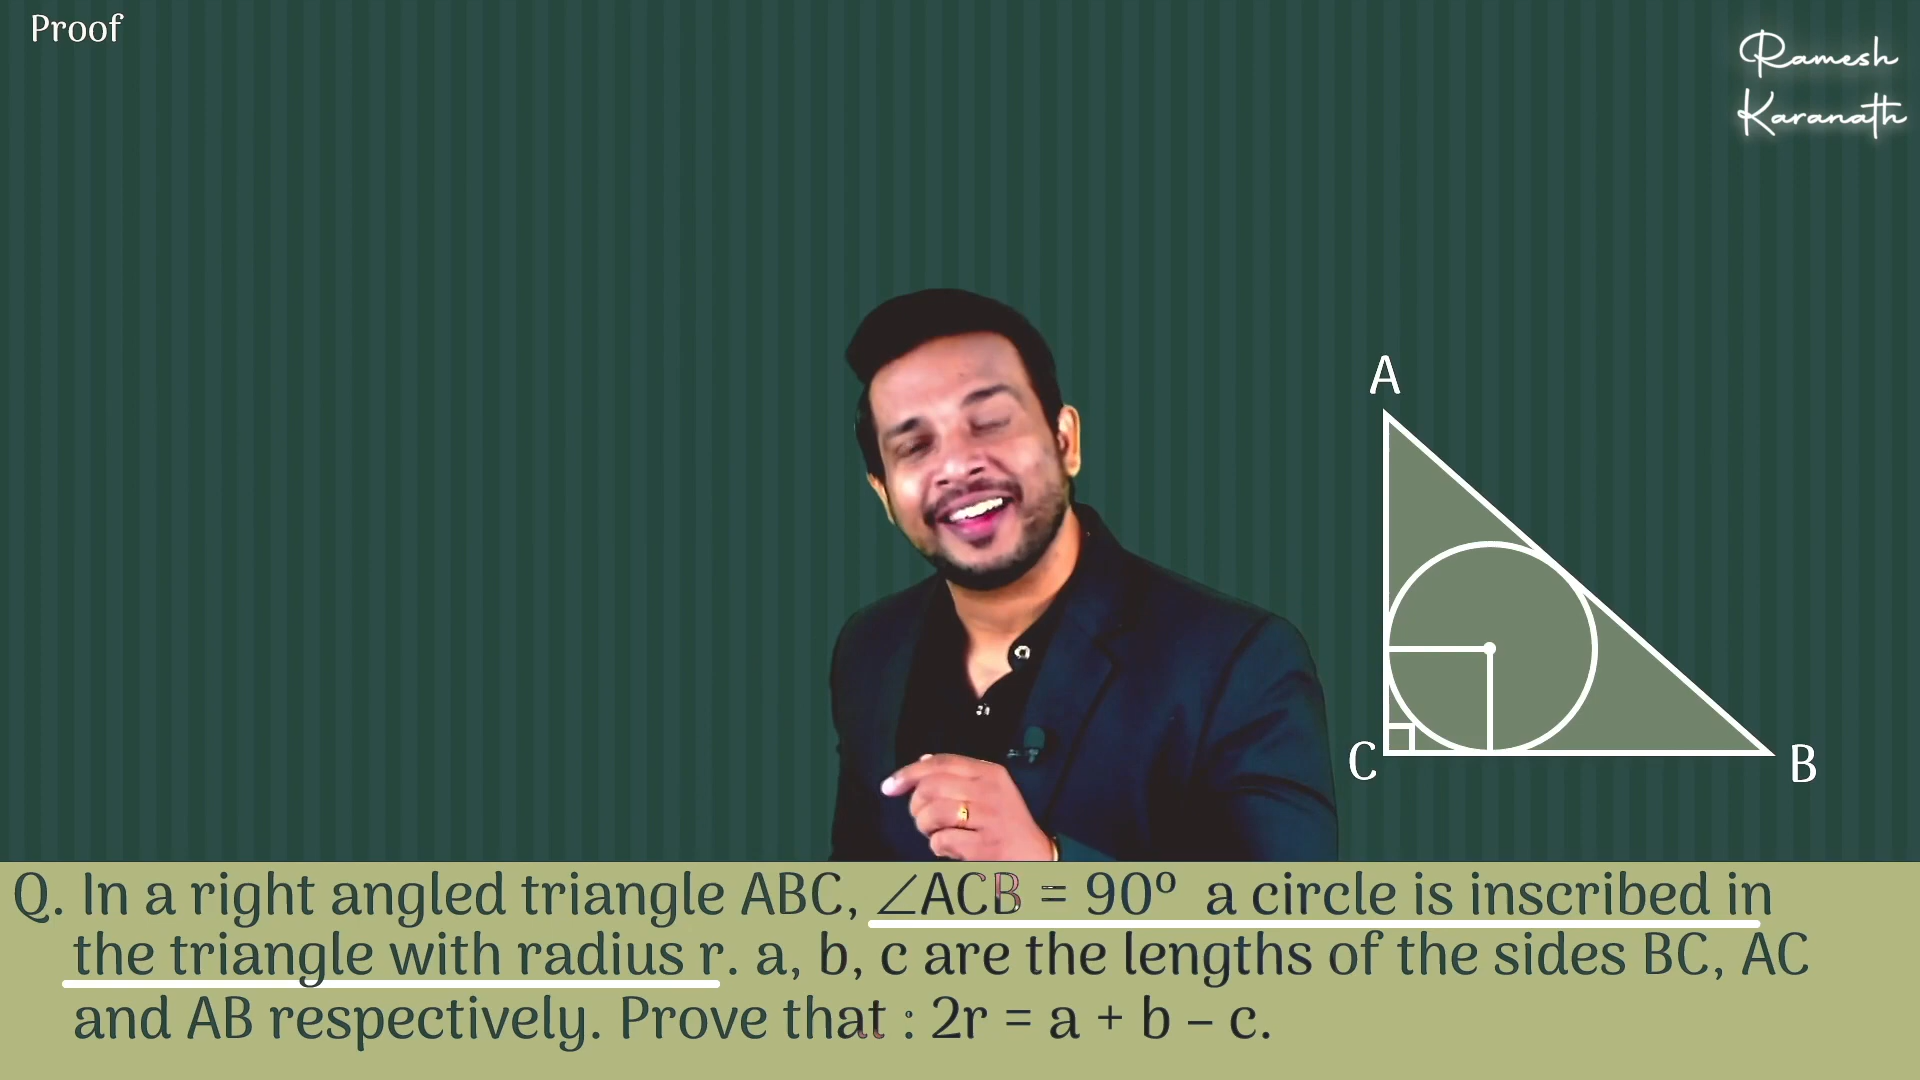 Proof
Ramesh
Karanath
A
C
B
Q. In a right angled triangle ABC, ∠ACB = 90º a circle is inscribed in
the triangle with radius r. a, b, c are the lengths of the sides BC, AC
and AB respectively. Prove that : 2r = a + b – c.